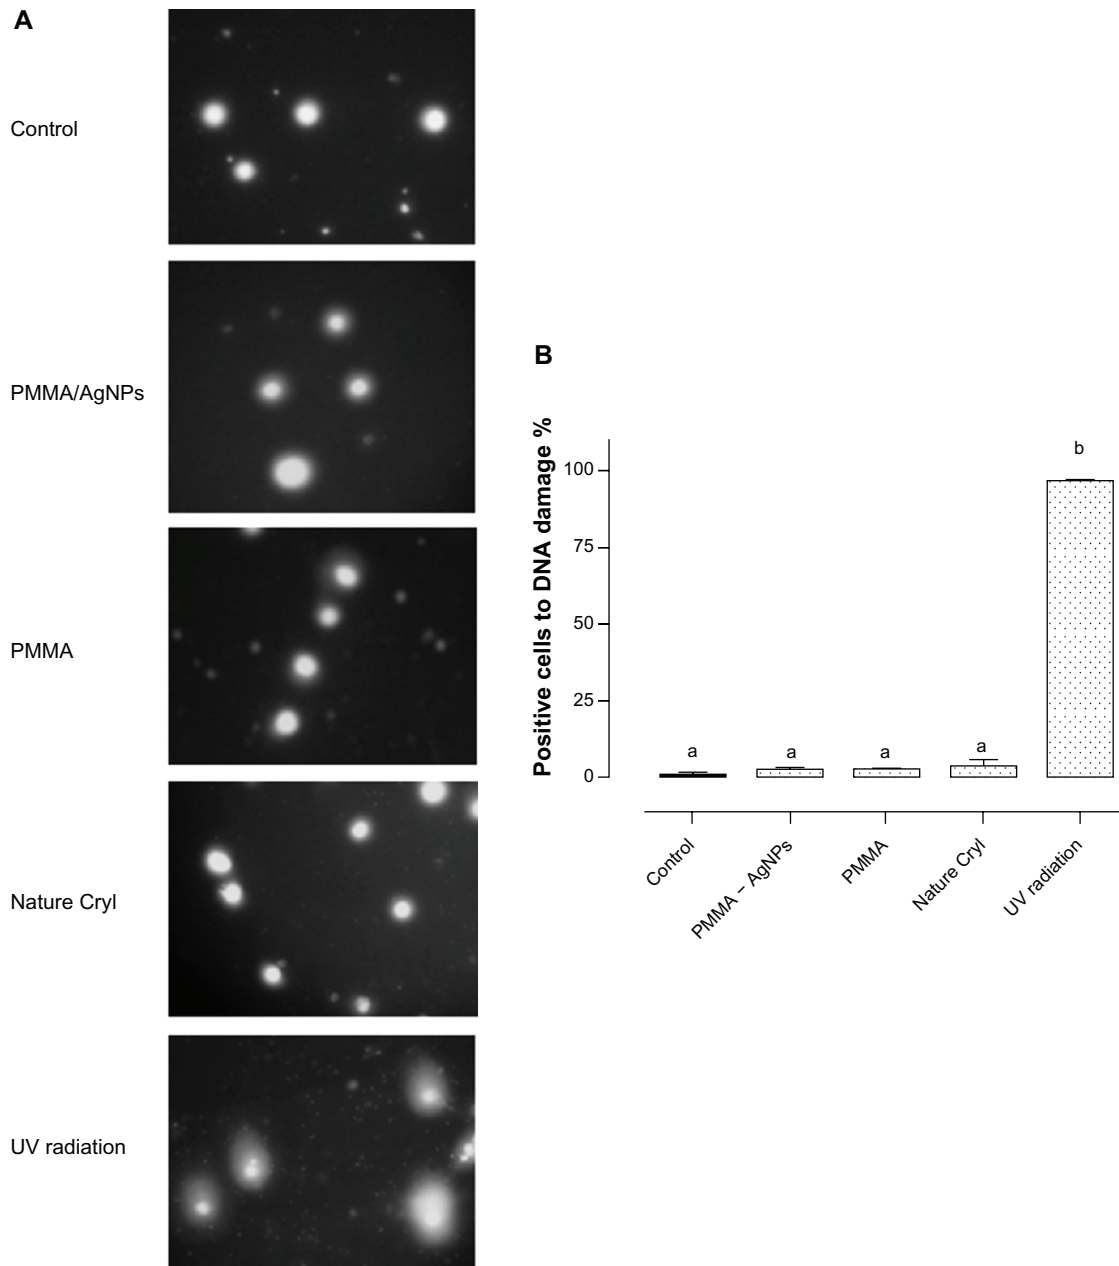 A
Control
PMMA/AgNPs
PMMA
Nature Cryl
UV radiation
B
Positive cells to DNA damage %
100
75
50
25
0
a
a
a
a
b
Control
PMMA – AgNPs
PMMA
Nature Cryl
UV radiation